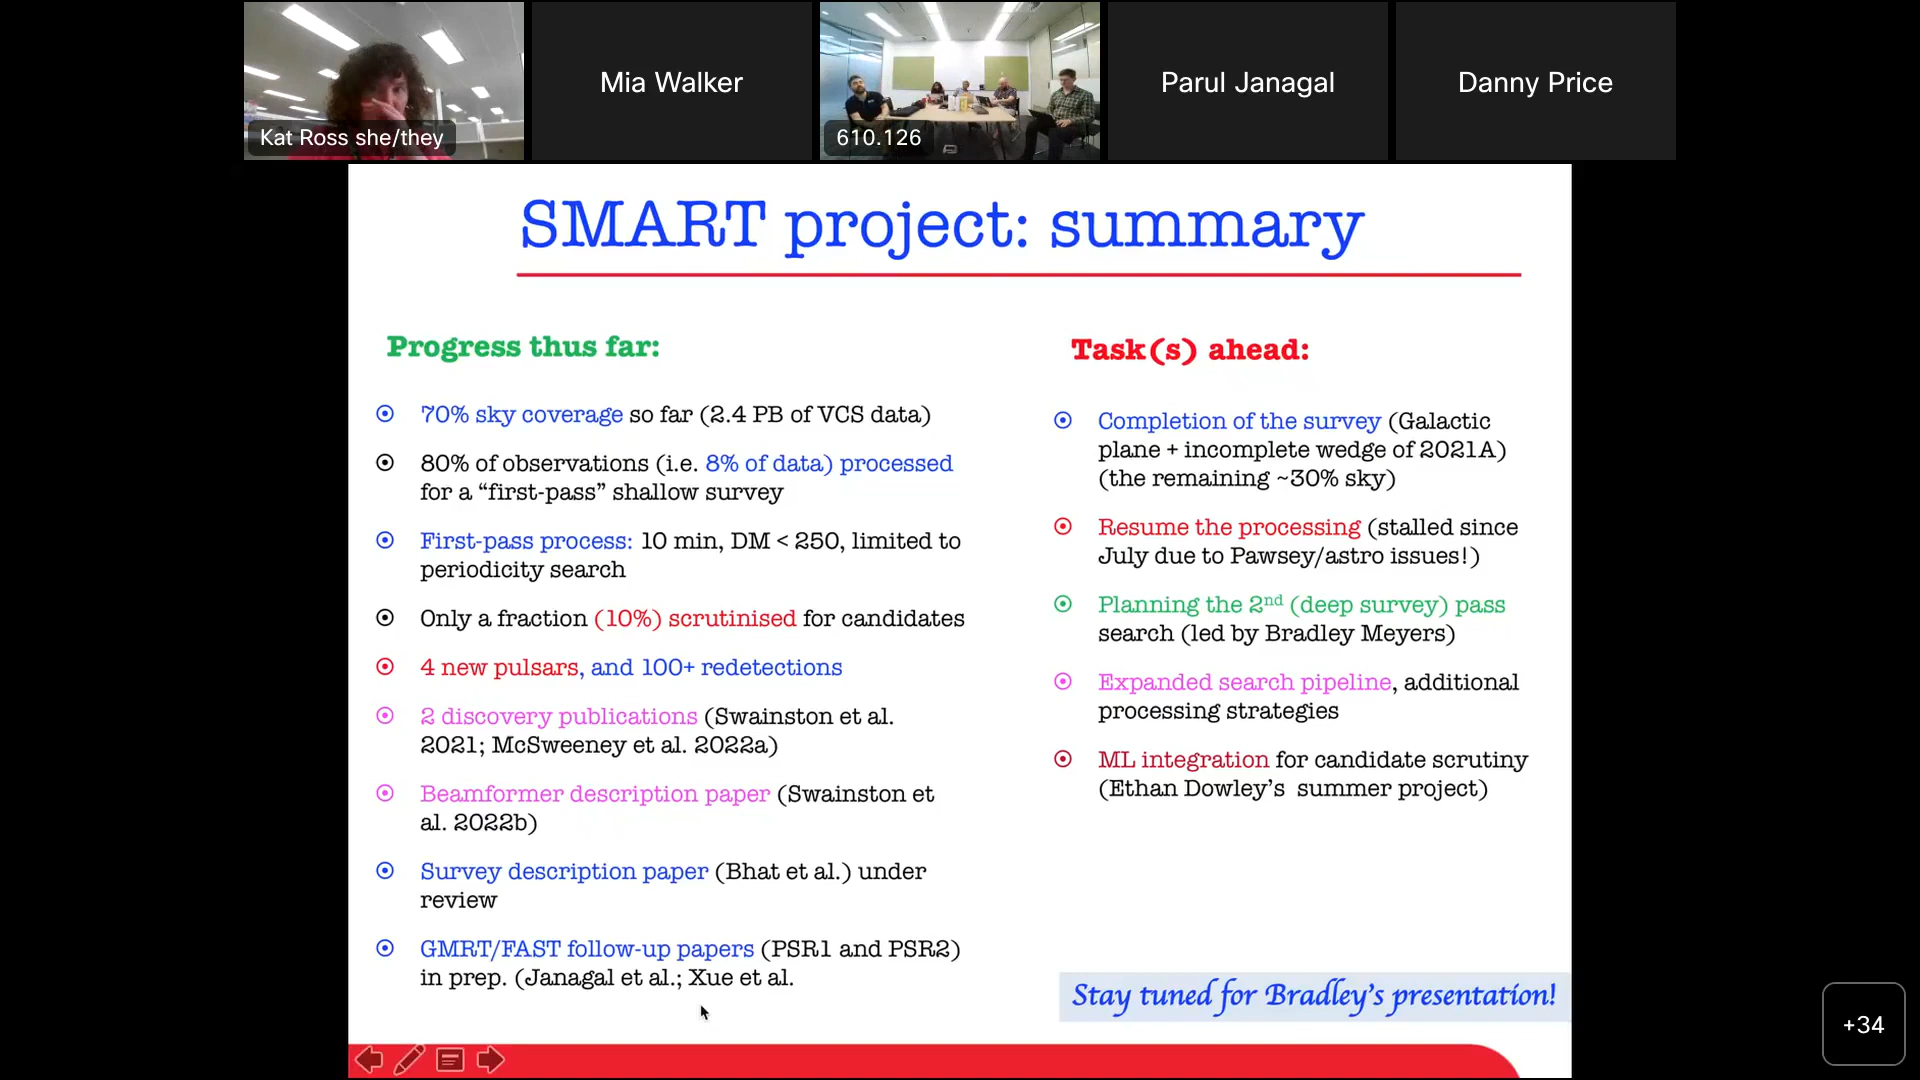 Kat Ross she/they
Mia Walker
610.126
Parul Janagal
Danny Price
SMART project: summary
Progress thus far:
70% sky coverage so far (2.4 PB of VCS data)
80% of observations (i.e. 8% of data) processed
for a “first-pass” shallow survey
First-pass process: 10 min, DM < 250, limited to
periodicity search
Only a fraction (10%) scrutinised for candidates
4 new pulsars, and 100+ redetections
2 discovery publications (Swainston et al.
2021; McSweeney et al. 2022a)
Beamformer description paper (Swainston et
al. 2022b)
Survey description paper (Bhat et al.) under
review
GMRT/FAST follow-up papers (PSR1 and PSR2)
in prep. (Janagal et al.; Xue et al.
Task(s) ahead:
Completion of the survey (Galactic
plane + incomplete wedge of 2021A)
(the remaining ~30% sky)
Resume the processing (stalled since
July due to Pawsey/astro issues!)
Planning the 2nd (deep survey) pass
search (led by Bradley Meyers)
Expanded search pipeline, additional
processing strategies
ML integration for candidate scrutiny
(Ethan Dowley’s summer project)
Stay tuned for Bradley’s presentation!
+34